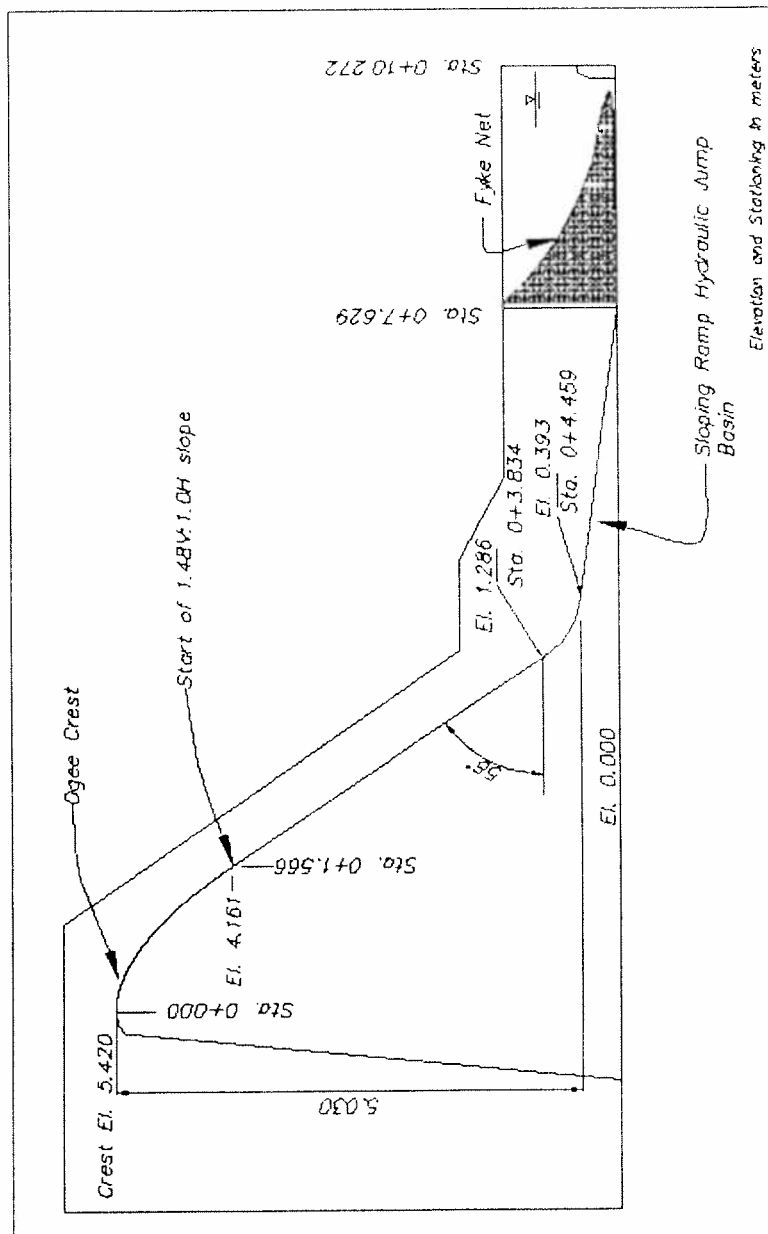 Crest El. 5.420
Ogee Crest
Start of 1.48V:1.0H slope
Sta. 0+000
El. 4.161
Sta. 0+1.566
5.030
56°
El. 0.000
El. 1.286
Sta. 0+3.834
El. 0.393
Sta. 0+4.459
Sta. 0+7.629
Fyke Net
Sta. 0+10.272
Sloping Ramp Hydraulic Jump
Basin
Elevation and Stationing in meters